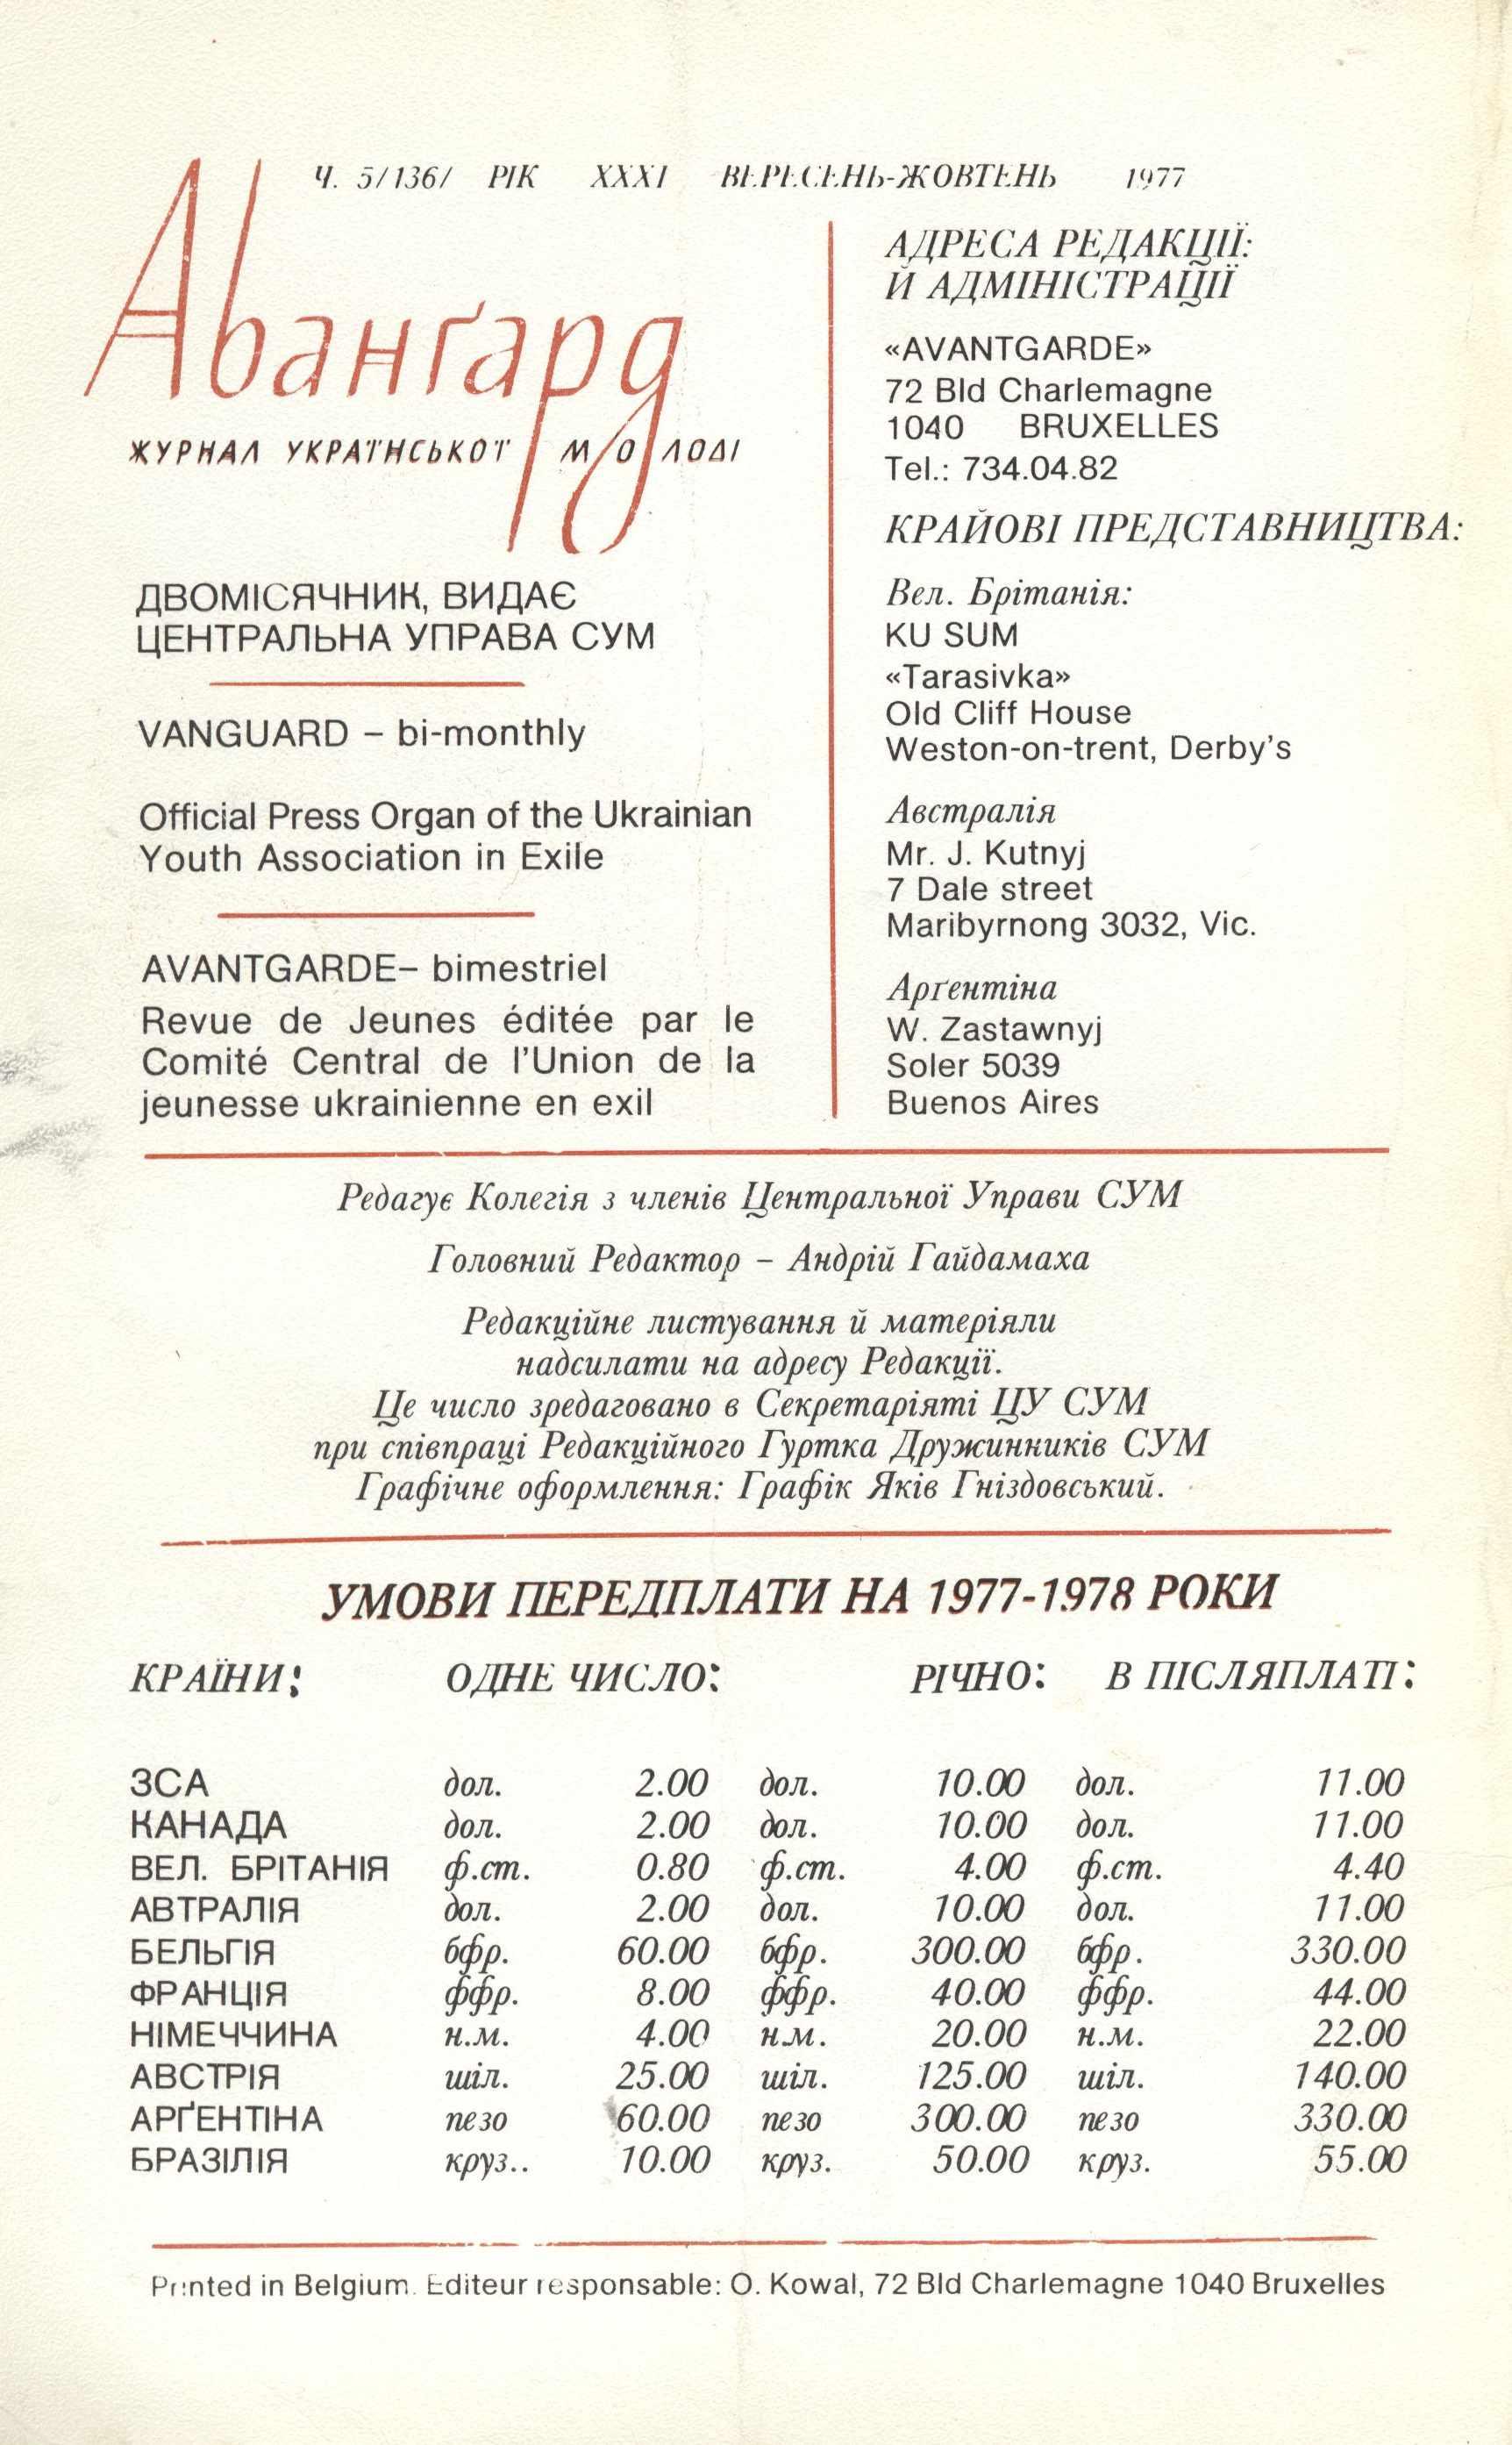 Ч. 5/136/ РІК XXXI ВЕРЕСЕНЬ-ЖОВТЕНЬ 1977
Аванґард
ЖУРНАЛ УКРАЇНСЬКОЇ МОЛОДІ
ДВОМІСЯЧНИК, ВИДАЄ
ЦЕНТРАЛЬНА УПРАВА СУМ
VANGUARD – bi-monthly
Official Press Organ of the Ukrainian
Youth Association in Exile
AVANTGARDE– bimestriel
Revue de Jeunes éditée par le
Comité Central de l'Union de la
jeunesse ukrainienne en exil
АДРЕСА РЕДАКЦІЇ:
Й АДМІНІСТРАЦІЇ
«AVANTGARDE»
72 Bld Charlemagne
1040 BRUXELLES
Tel.: 734.04.82
КРАЙОВІ ПРЕДСТАВНИЦТВА:
Вел. Брітанія:
KU SUM
«Tarasivka»
Old Cliff House
Weston-on-trent, Derby's
Австралія
Mr. J. Kutnyj
7 Dale street
Maribyrnong 3032, Vic.
Арґентіна
W. Zastawnyj
Soler 5039
Buenos Aires
Редагує Колегія з членів Центральної Управи СУМ
Головний Редактор – Андрій Гайдамаха
Редакційне листування й матеріяли
надсилати на адресу Редакції.
Це число зредаговано в Секретаріяті ЦУ СУМ
при співпраці Редакційного Гуртка Дружинників СУМ
Графічне оформлення: Графік Яків Гніздовський.
УМОВИ ПЕРЕДПЛАТИ НА 1977-1978 РОКИ
КРАЇНИ: ОДНЕ ЧИСЛО: РІЧНО: В ПІСЛЯПЛАТІ:
ЗСА дол. 2.00 дол. 10.00 дол. 11.00
КАНАДА дол. 2.00 дол. 10.00 дол. 11.00
ВЕЛ. БРІТАНІЯ ф.ст. 0.80 ф.ст. 4.00 ф.ст. 4.40
АВТРАЛІЯ дол. 2.00 дол. 10.00 дол. 11.00
БЕЛЬГІЯ бфр. 60.00 бфр. 300.00 бфр. 330.00
ФРАНЦІЯ ффр. 8.00 ффр. 40.00 ффр. 44.00
НІМЕЧЧИНА н.м. 4.00 н.м. 20.00 н.м. 22.00
АВСТРІЯ шіл. 25.00 шіл. 125.00 шіл. 140.00
АРҐЕНТІНА пезо 60.00 пезо 300.00 пезо 330.00
БРАЗІЛІЯ круз.. 10.00 круз. 50.00 круз. 55.00
Printed in Belgium. Editeur responsable: O. Kowal, 72 Bld Charlemagne 1040 Bruxelles